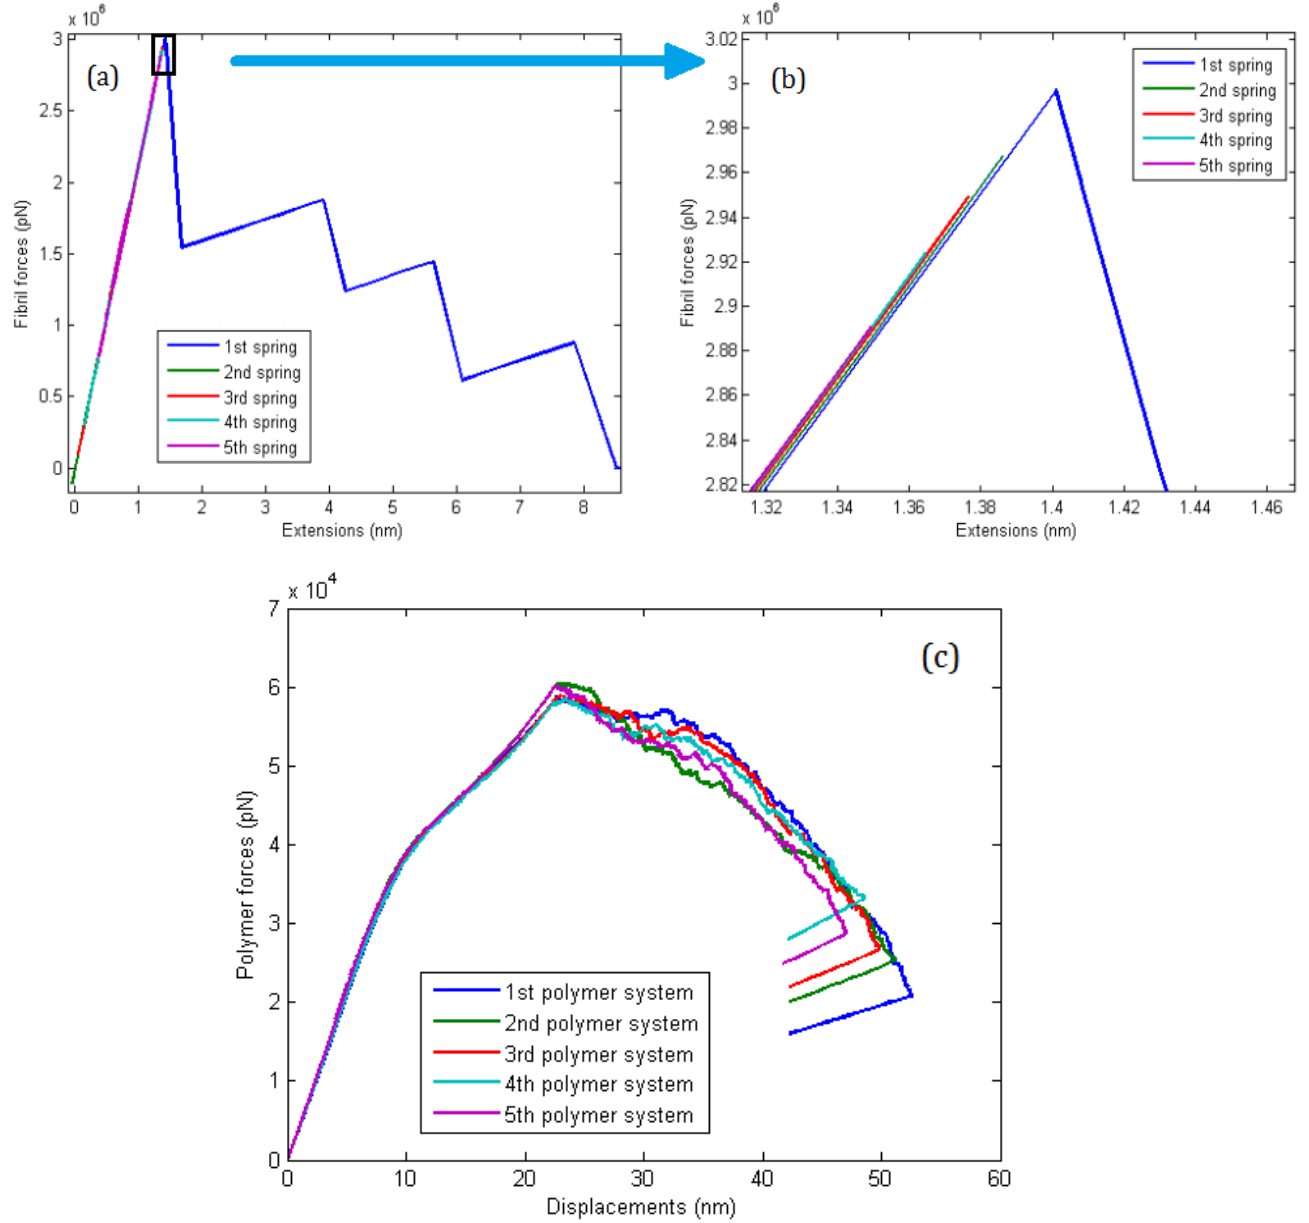 x 10^6
3
2.5
2
1.5
1
0.5
0
0 1 2 3 4 5 6 7 8
Extensions (nm)
Fibril forces (pN)
(a)
1st spring
2nd spring
3rd spring
4th spring
5th spring
x 10^6
3.02
3
2.98
2.96
2.94
2.92
2.9
2.88
2.86
2.84
2.82
1.32 1.34 1.36 1.38 1.4 1.42 1.44 1.46
Extensions (nm)
Fibril forces (pN)
(b)
1st spring
2nd spring
3rd spring
4th spring
5th spring
x 10^4
7
6
5
4
3
2
1
0
0 10 20 30 40 50 60
Displacements (nm)
Polymer forces (pN)
(c)
1st polymer system
2nd polymer system
3rd polymer system
4th polymer system
5th polymer system